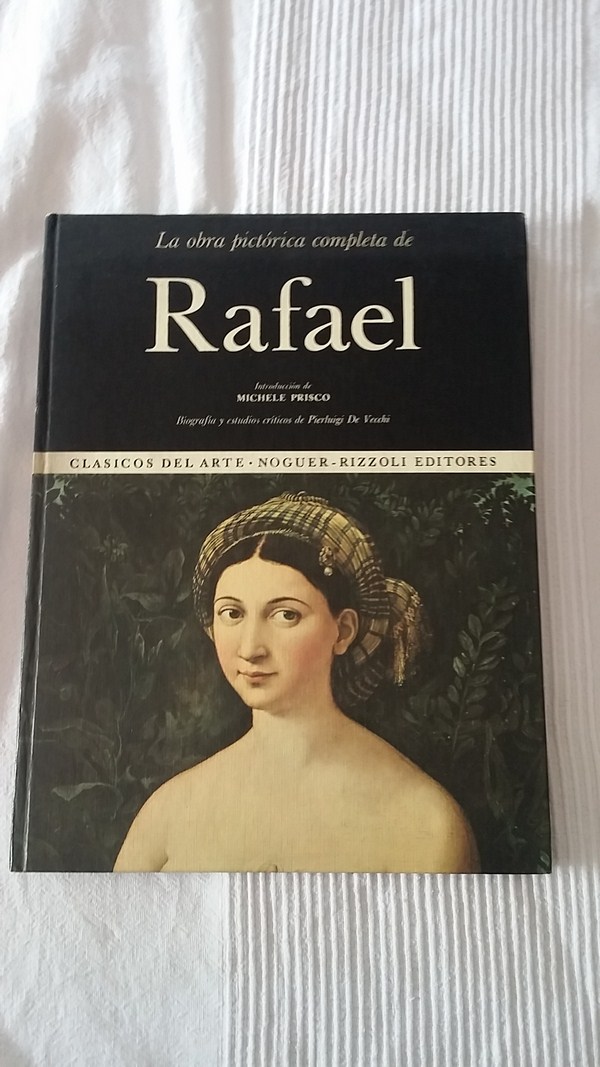 La obra pictórica completa de
Rafael
Introducción de
MICHELE PRISCO
Biografía y estudios críticos de Pierluigi De Vecchi
CLASICOS DEL ARTE · NOGUER-RIZZOLI EDITORES